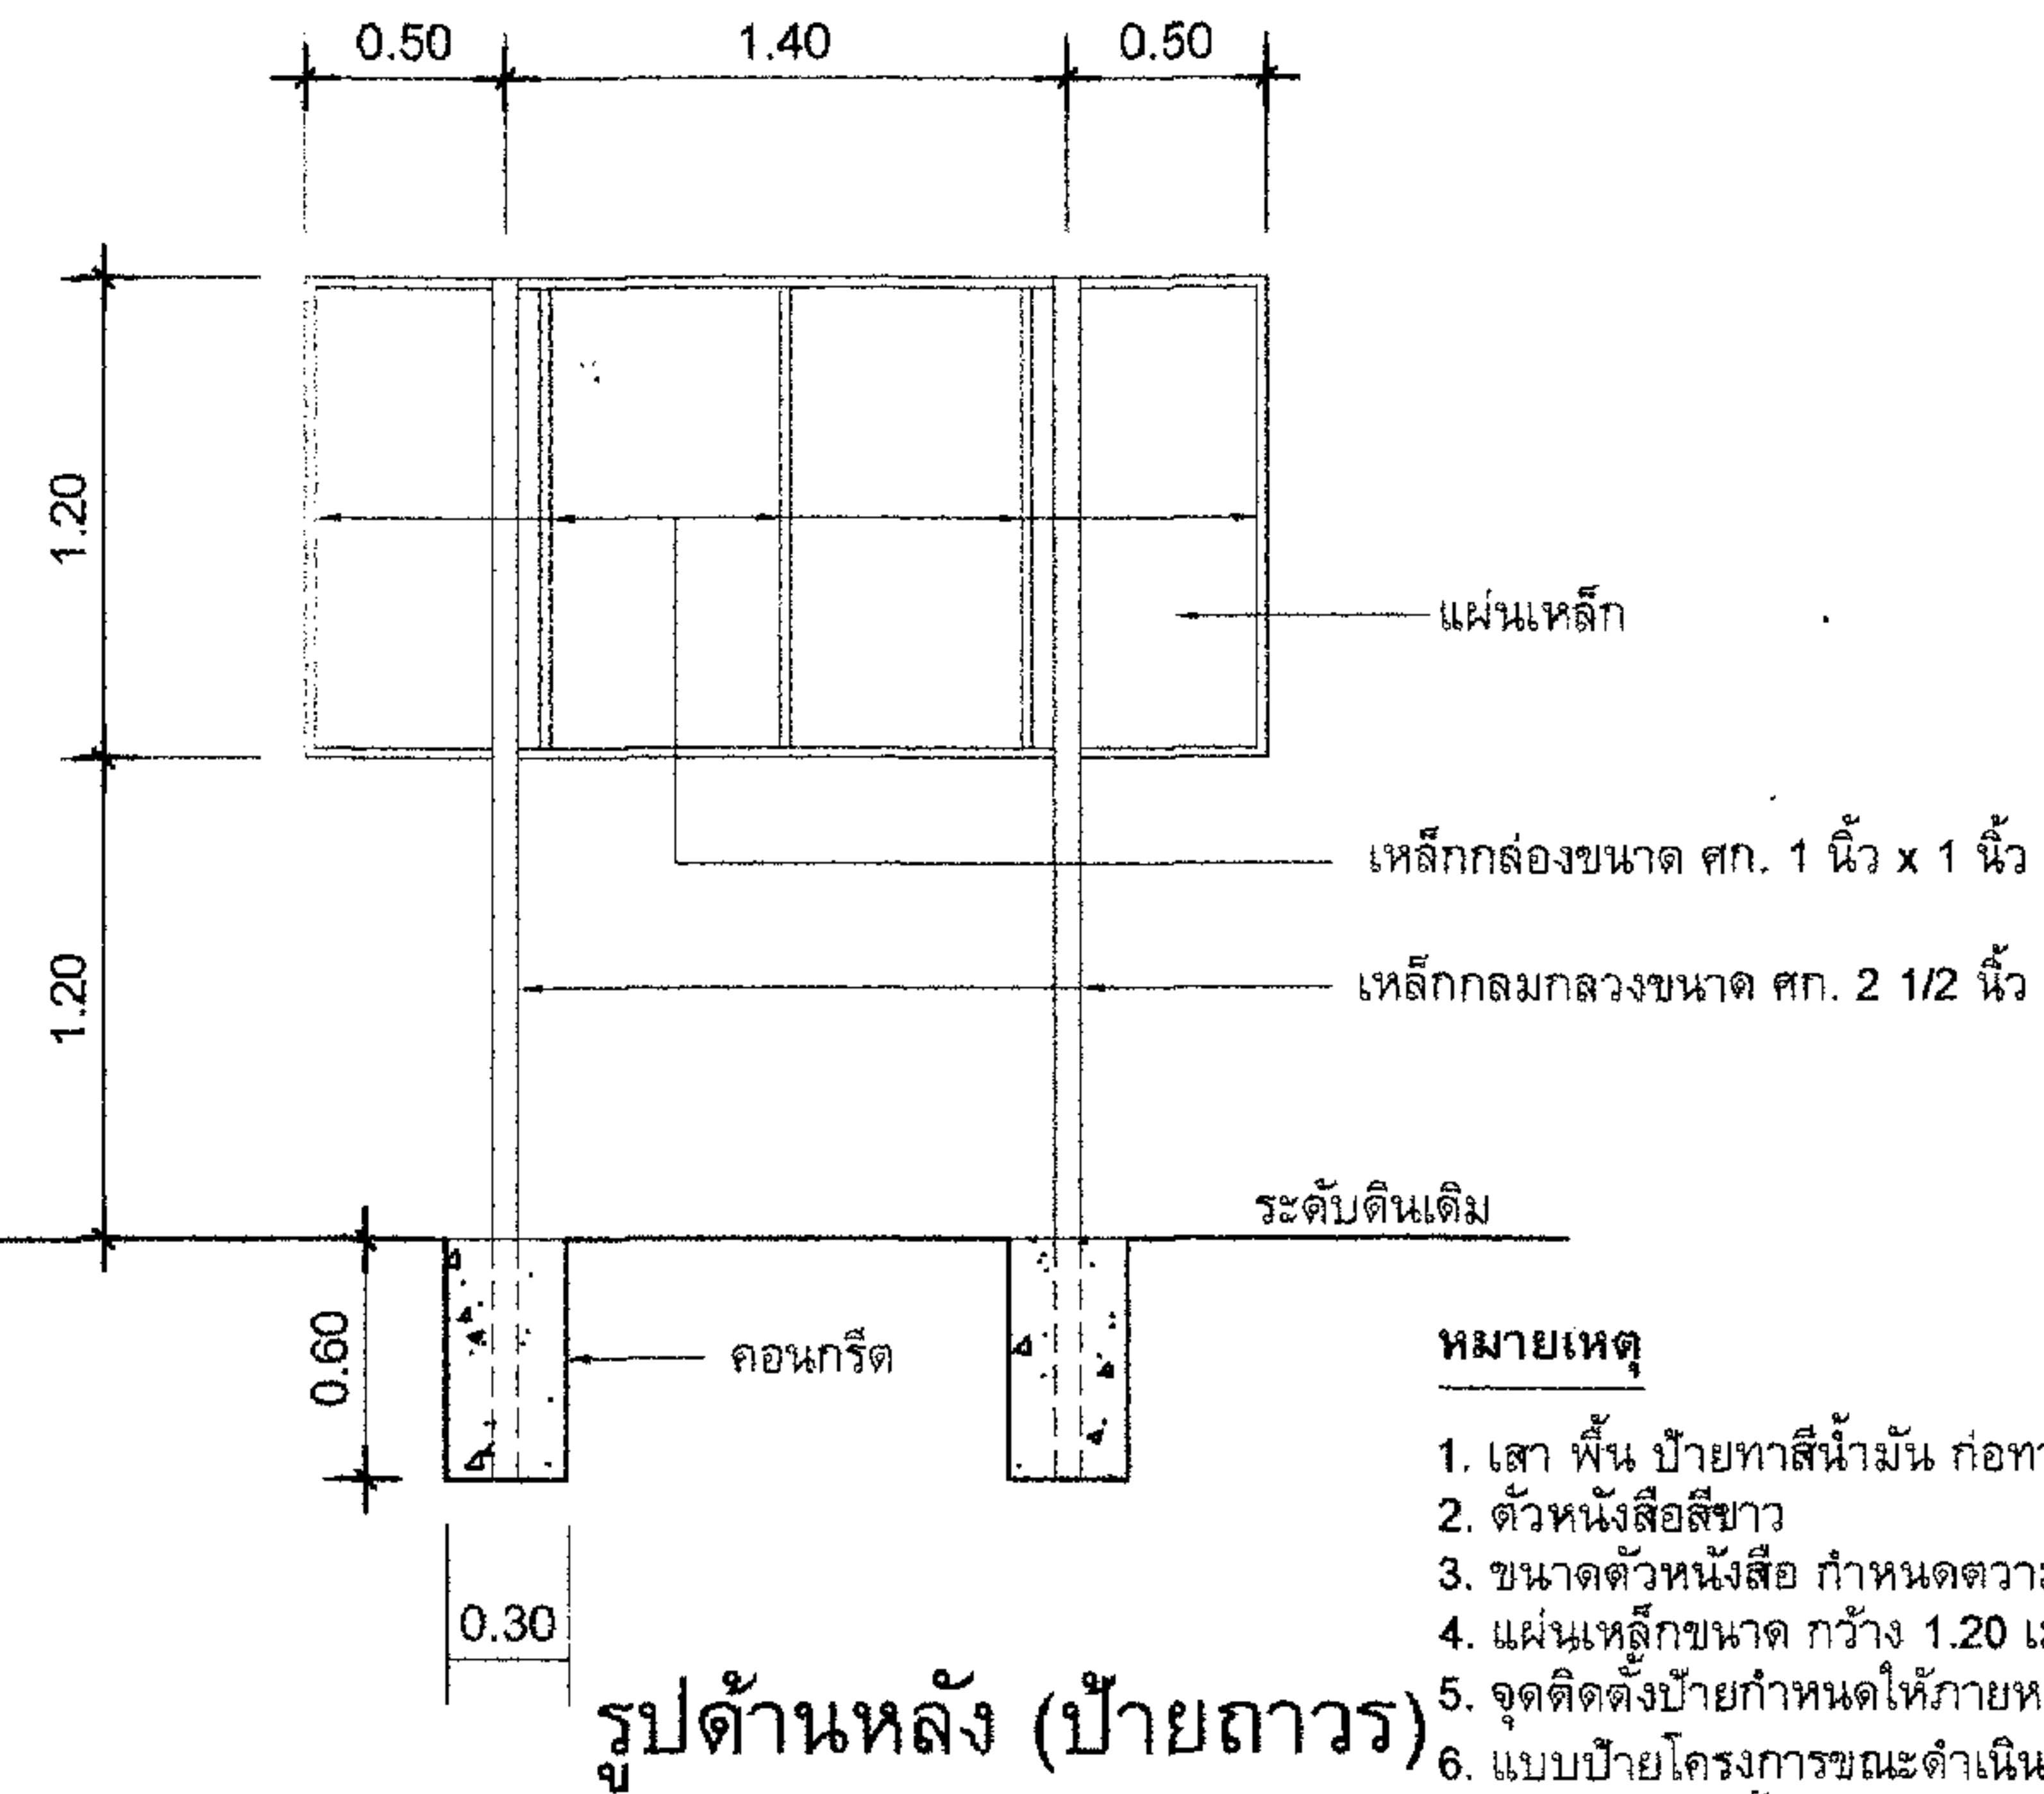 0.50 1.40 0.50
1.20
แผ่นเหล็ก
เหล็กกล่องขนาด ศก. 1 นิ้ว x 1 นิ้ว
1.20
เหล็กกลมกลวงขนาด ศก. 2 1/2 นิ้ว
ระดับดินเดิม
0.60
คอนกรีต
0.30
รูปด้านหลัง (ป้ายถาวร)
หมายเหตุ
1. เสา พื้น ป้ายทาสีน้ำมัน ก่อทา
2. ตัวหนังสือสีขาว
3. ขนาดตัวหนังสือ กำหนดตวาม
4. แผ่นเหล็กขนาด กว้าง 1.20
5. จุดติดตั้งป้ายกำหนดให้ภายห
6. แบบป้ายโครงการขณะดำเนิน